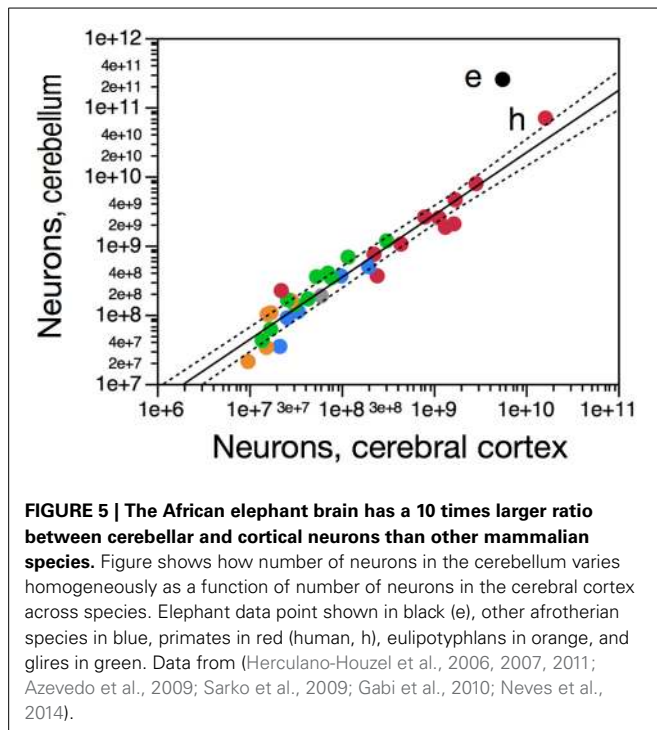 1e+12
4e+11
2e+11
1e+11
4e+10
2e+10
1e+10
4e+9
2e+9
1e+9
4e+8
2e+8
1e+8
4e+7
2e+7
1e+7
Neurons, cerebellum
e
h
1e+6 1e+7 3e+7 1e+8 3e+8 1e+9 1e+10 1e+11
Neurons, cerebral cortex
FIGURE 5 | The African elephant brain has a 10 times larger ratio
between cerebellar and cortical neurons than other mammalian
species. Figure shows how number of neurons in the cerebellum varies
homogeneously as a function of number of neurons in the cerebral cortex
across species. Elephant data point shown in black (e), other afrotherian
species in blue, primates in red (human, h), eulipotyphlans in orange, and
glires in green. Data from (Herculano-Houzel et al., 2006, 2007, 2011;
Azevedo et al., 2009; Sarko et al., 2009; Gabi et al., 2010; Neves et al.,
2014).